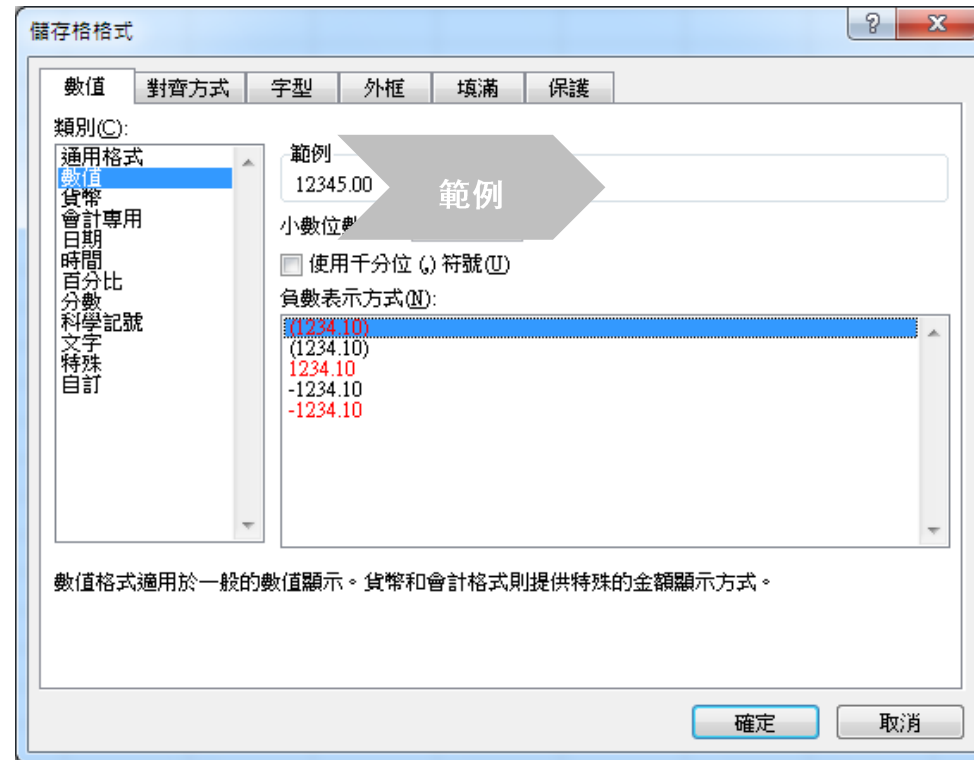 儲存格格式
數值 對齊方式 字型 外框 填滿 保護
類別(C):
通用格式
數值
貨幣
會計專用
日期
時間
百分比
分數
科學記號
文字
特殊
自訂
範例
12345.00
範例
小數位數
使用千分位 (,) 符號(U)
負數表示方式(N):
(1234.10)
(1234.10)
1234.10
-1234.10
-1234.10
數值格式適用於一般的數值顯示。貨幣和會計格式則提供特殊的金額顯示方式。
確定 取消